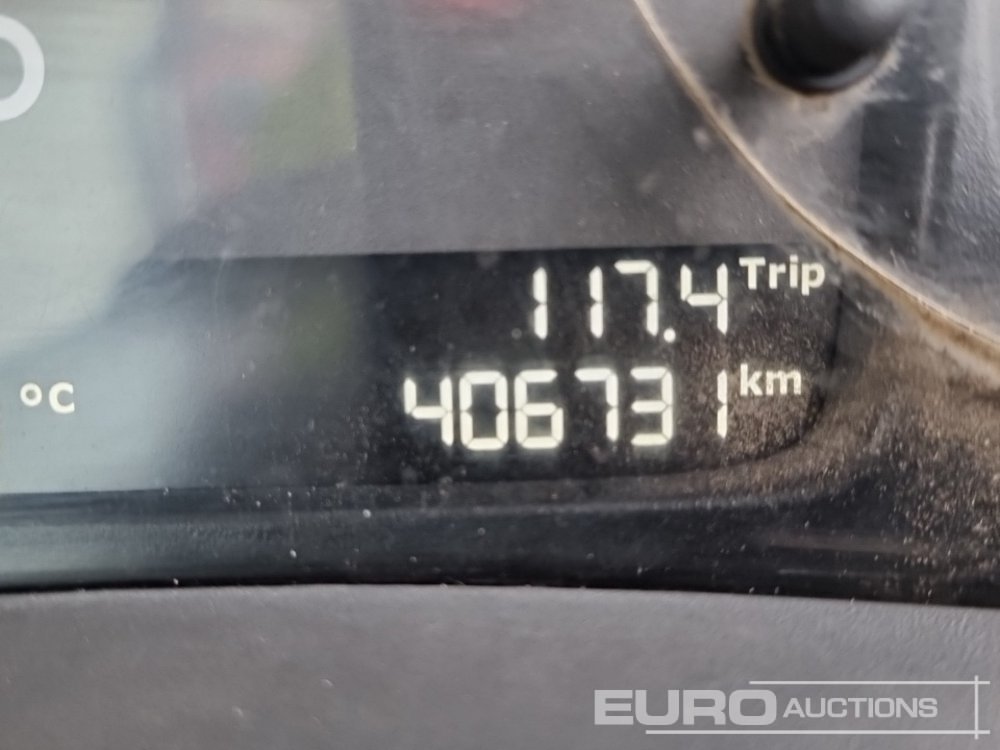 117.4 Trip
°C 406731 km
EURO AUCTIONS